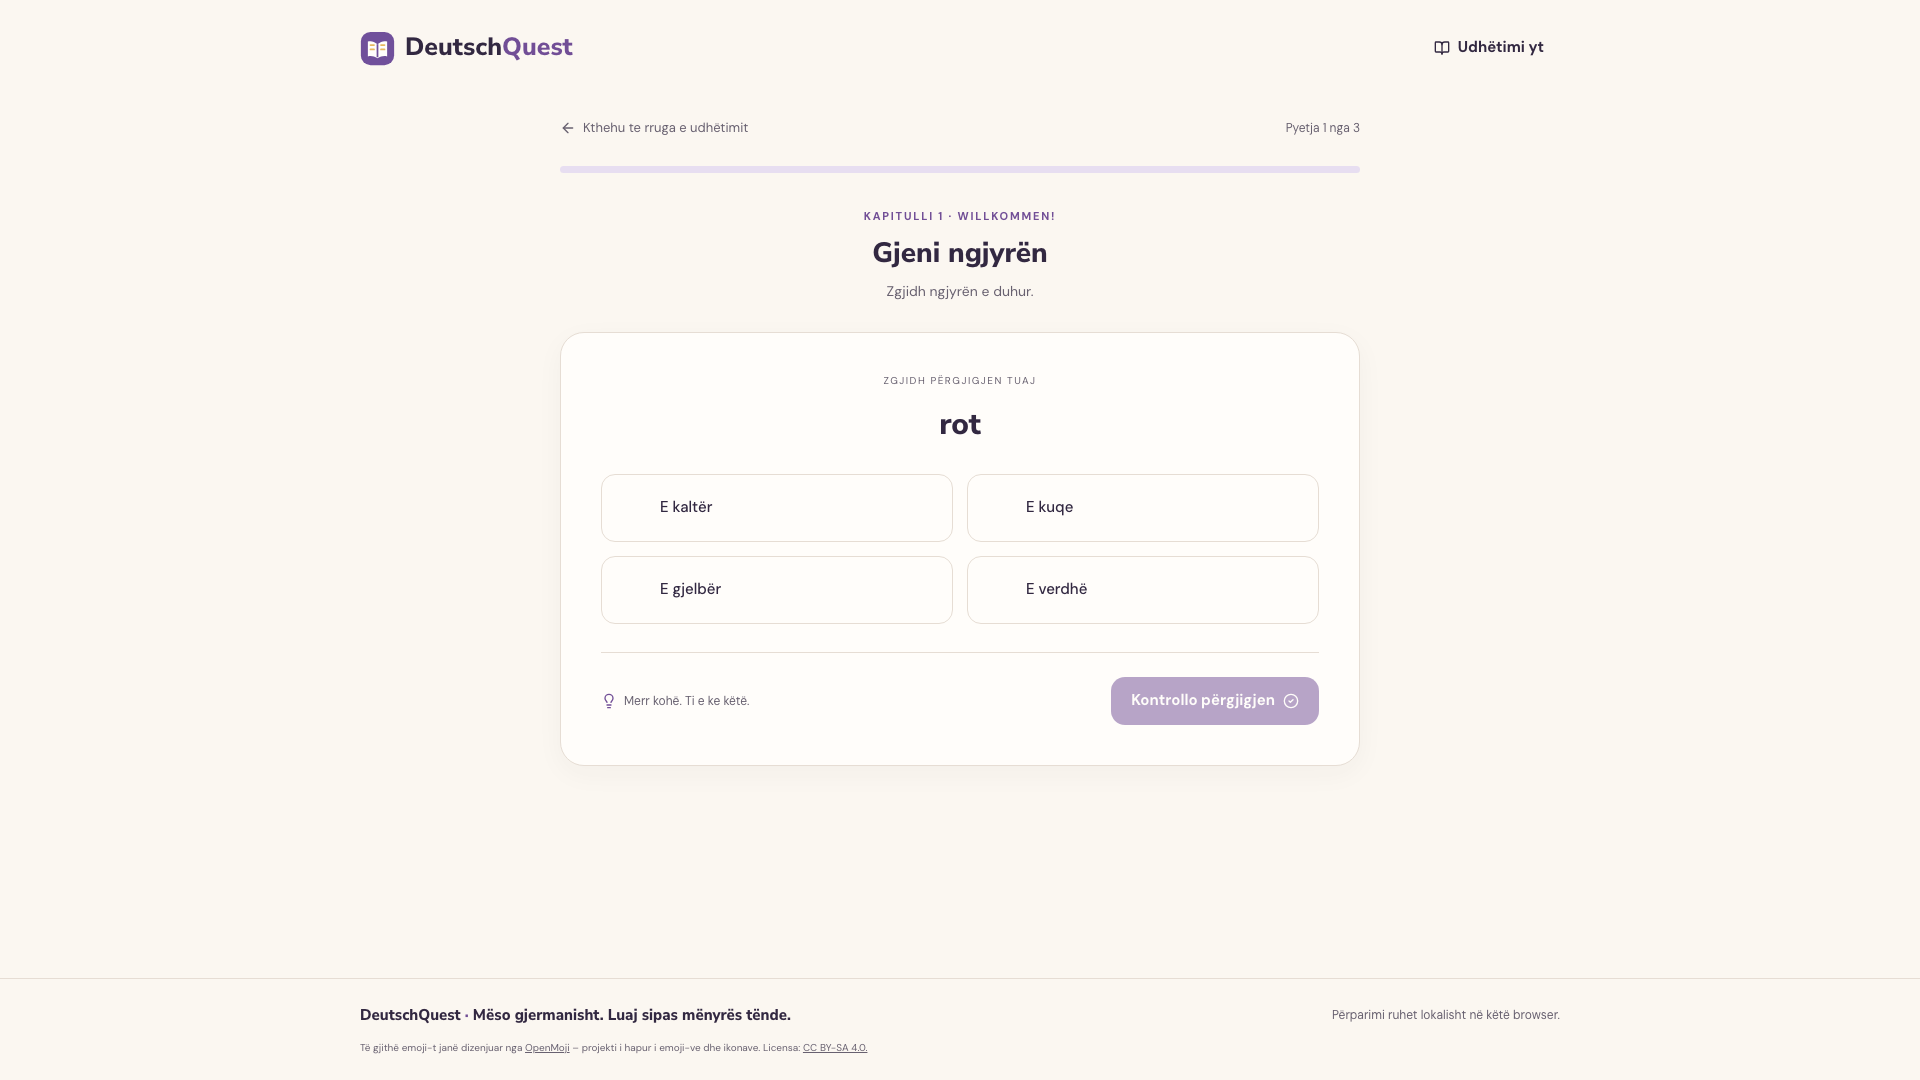 DeutschQuest
Udhëtimi yt
Kthehu te rruga e udhëtimit
Pyetja 1 nga 3
KAPITULLI 1 · WILLKOMMEN!
Gjeni ngjyrën
Zgjidh ngjyrën e duhur.
ZGJIDH PËRGJIGJEN TUAJ
rot
E kaltër
E kuqe
E gjelbër
E verdhë
Merr kohë. Ti e ke këtë.
Kontrollo përgjigjen
DeutschQuest · Mëso gjermanisht. Luaj sipas mënyrës tënde.
Përparimi ruhet lokalisht në këtë browser.
Të gjithë emoji-t janë dizenjuar nga OpenMoji – projekti i hapur i emoji-ve dhe ikonave. Licensa: CC BY-SA 4.0.